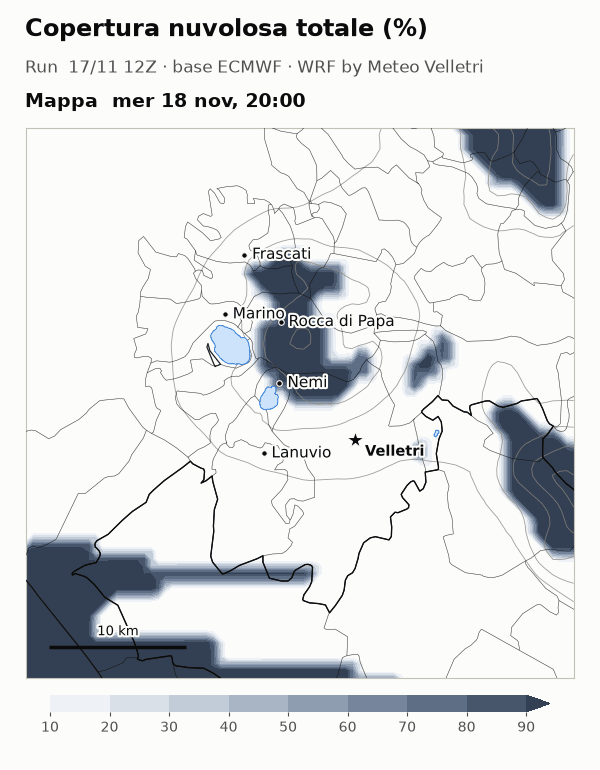 Copertura nuvolosa totale (%)
Run  17/11 12Z · base ECMWF · WRF by Meteo Velletri
Mappa  mer 18 nov, 20:00
Frascati
Marino
Rocca di Papa
Nemi
Velletri
Lanuvio
10 km
10 20 30 40 50 60 70 80 90